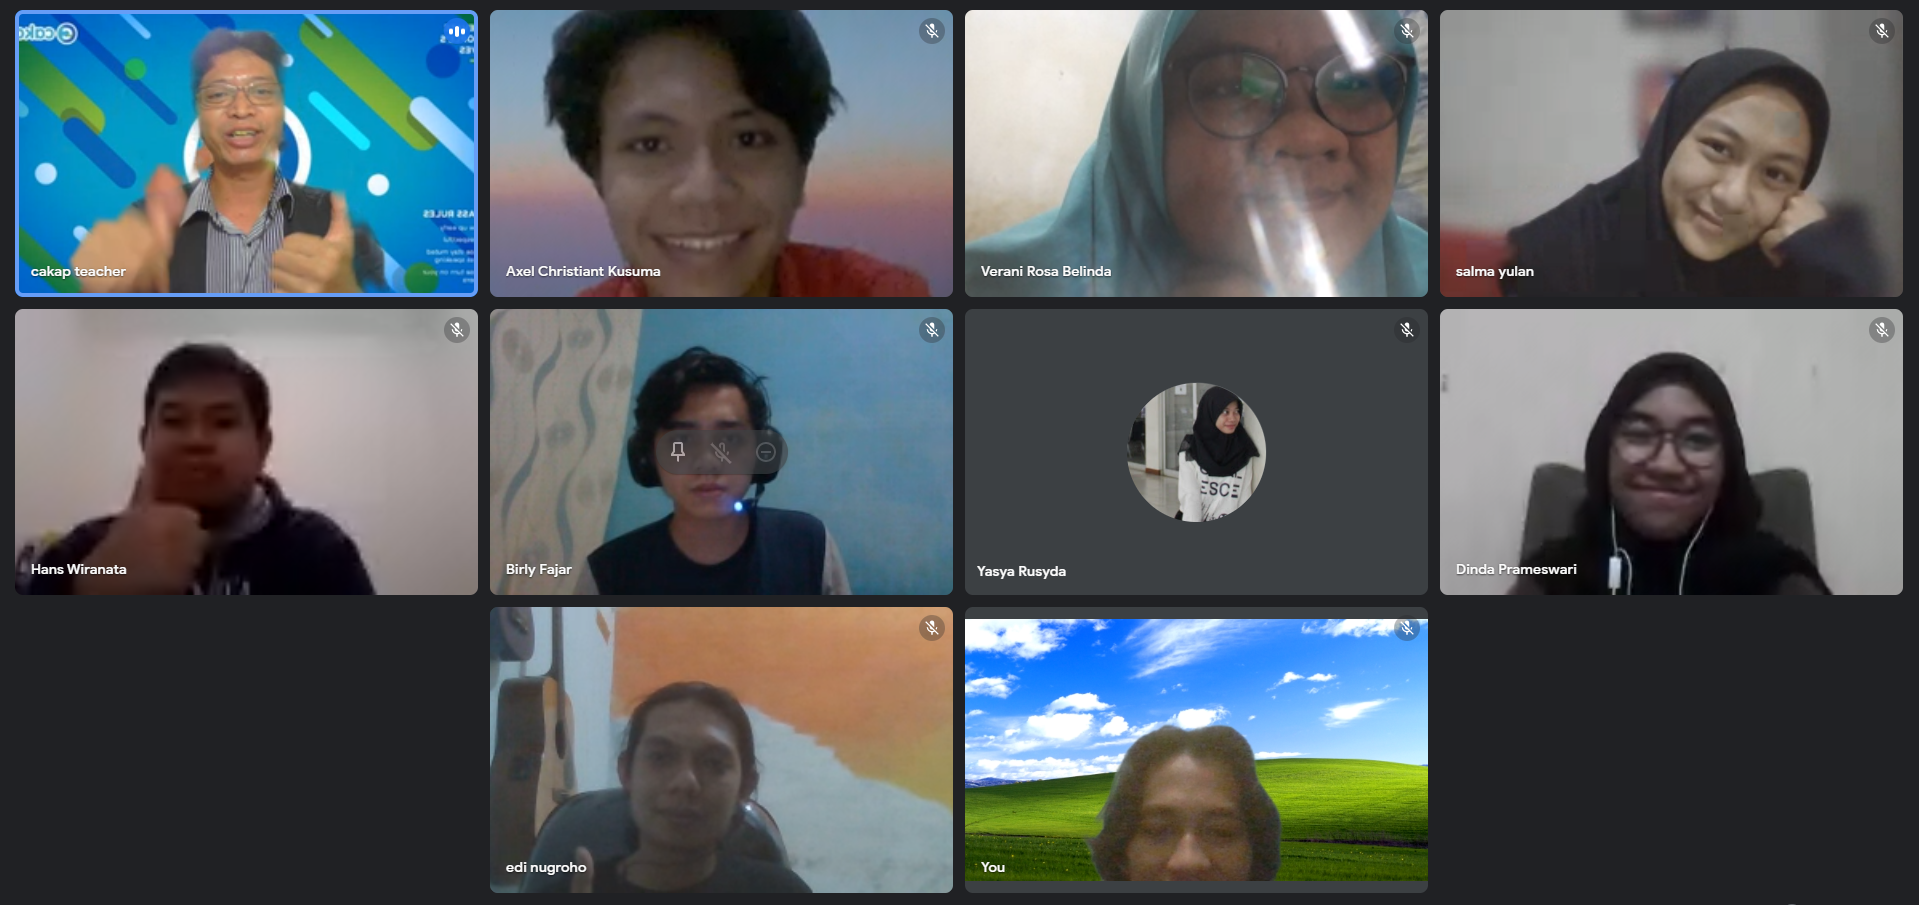 cakap teacher
Axel Christiant Kusuma
Verani Rosa Belinda
salma yulan
Hans Wiranata
Birly Fajar
Yasya Rusyda
Dinda Prameswari
edi nugroho
You
ESCE